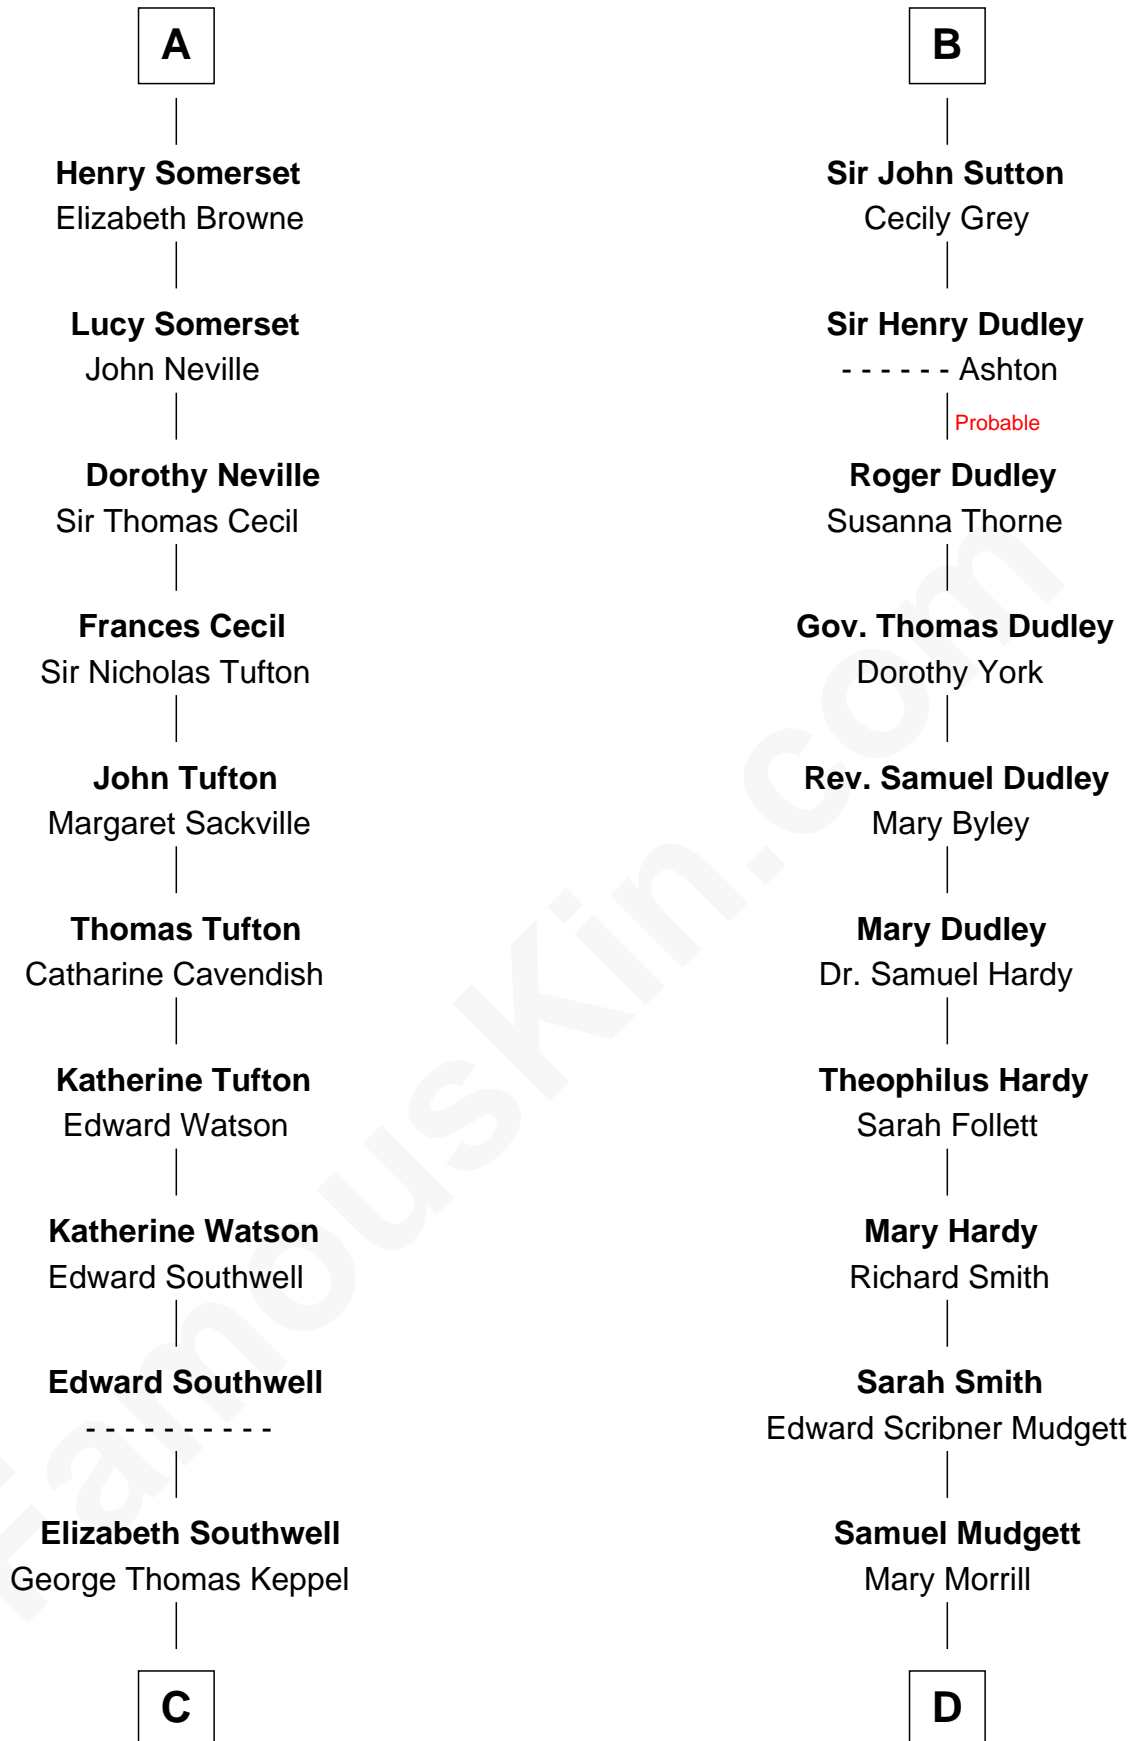 A
Henry Somerset
Elizabeth Browne
Lucy Somerset
John Neville
Dorothy Neville
Sir Thomas Cecil
Frances Cecil
Sir Nicholas Tufton
John Tufton
Margaret Sackville
Thomas Tufton
Catharine Cavendish
Katherine Tufton
Edward Watson
Katherine Watson
Edward Southwell
Edward Southwell
- - - - - - - - - -
Elizabeth Southwell
George Thomas Keppel
C
B
Sir John Sutton
Cecily Grey
Sir Henry Dudley
- - - - - - Ashton
Probable
Roger Dudley
Susanna Thorne
Gov. Thomas Dudley
Dorothy York
Rev. Samuel Dudley
Mary Byley
Mary Dudley
Dr. Samuel Hardy
Theophilus Hardy
Sarah Follett
Mary Hardy
Richard Smith
Sarah Smith
Edward Scribner Mudgett
Samuel Mudgett
Mary Morrill
D
FamousKin.com